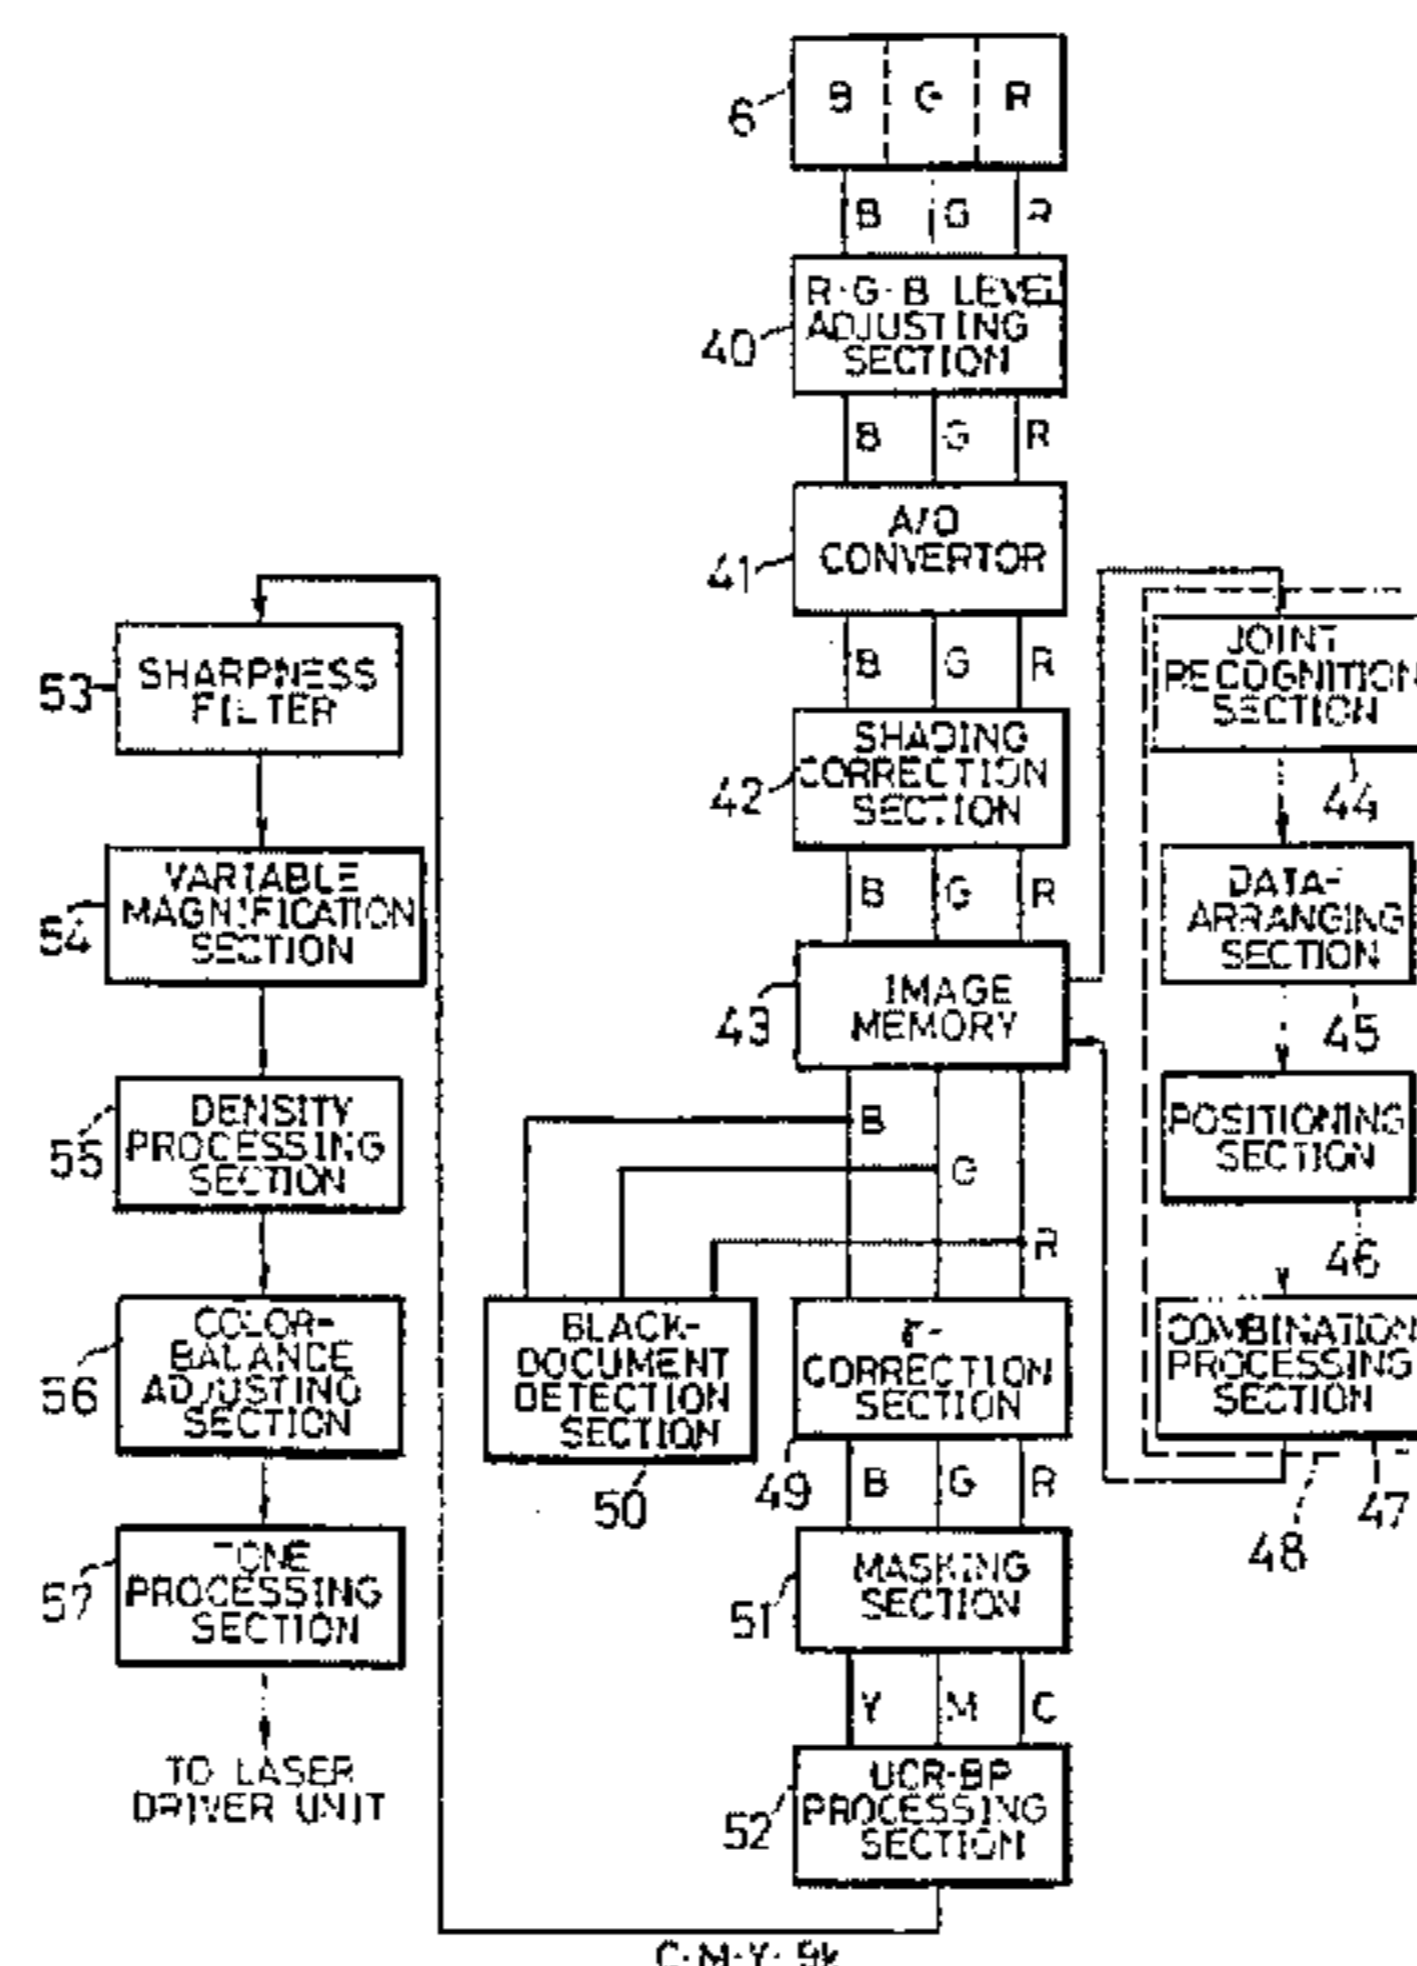 B G R
6
B G R
R·G·B LEVEL
ADJUSTING
SECTION
40
B G R
A/D
CONVERTOR
41
B G R
SHADING
CORRECTION
SECTION
42
B G R
IMAGE
MEMORY
43
JOINT
RECOGNITION
SECTION
44
DATA-
ARRANGING
SECTION
45
POSITIONING
SECTION
46
COMBINATION
PROCESSING
SECTION
47
48
B
G
R
BLACK-
DOCUMENT
DETECTION
SECTION
50
γ-
CORRECTION
SECTION
49
B G R
MASKING
SECTION
51
Y M C
UCR·BP
PROCESSING
SECTION
52
C·M·Y·Bk
SHARPNESS
FILTER
53
VARIABLE
MAGNIFICATION
SECTION
54
DENSITY
PROCESSING
SECTION
55
COLOR-
BALANCE
ADJUSTING
SECTION
56
TONE
PROCESSING
SECTION
57
TO LASER
DRIVER UNIT